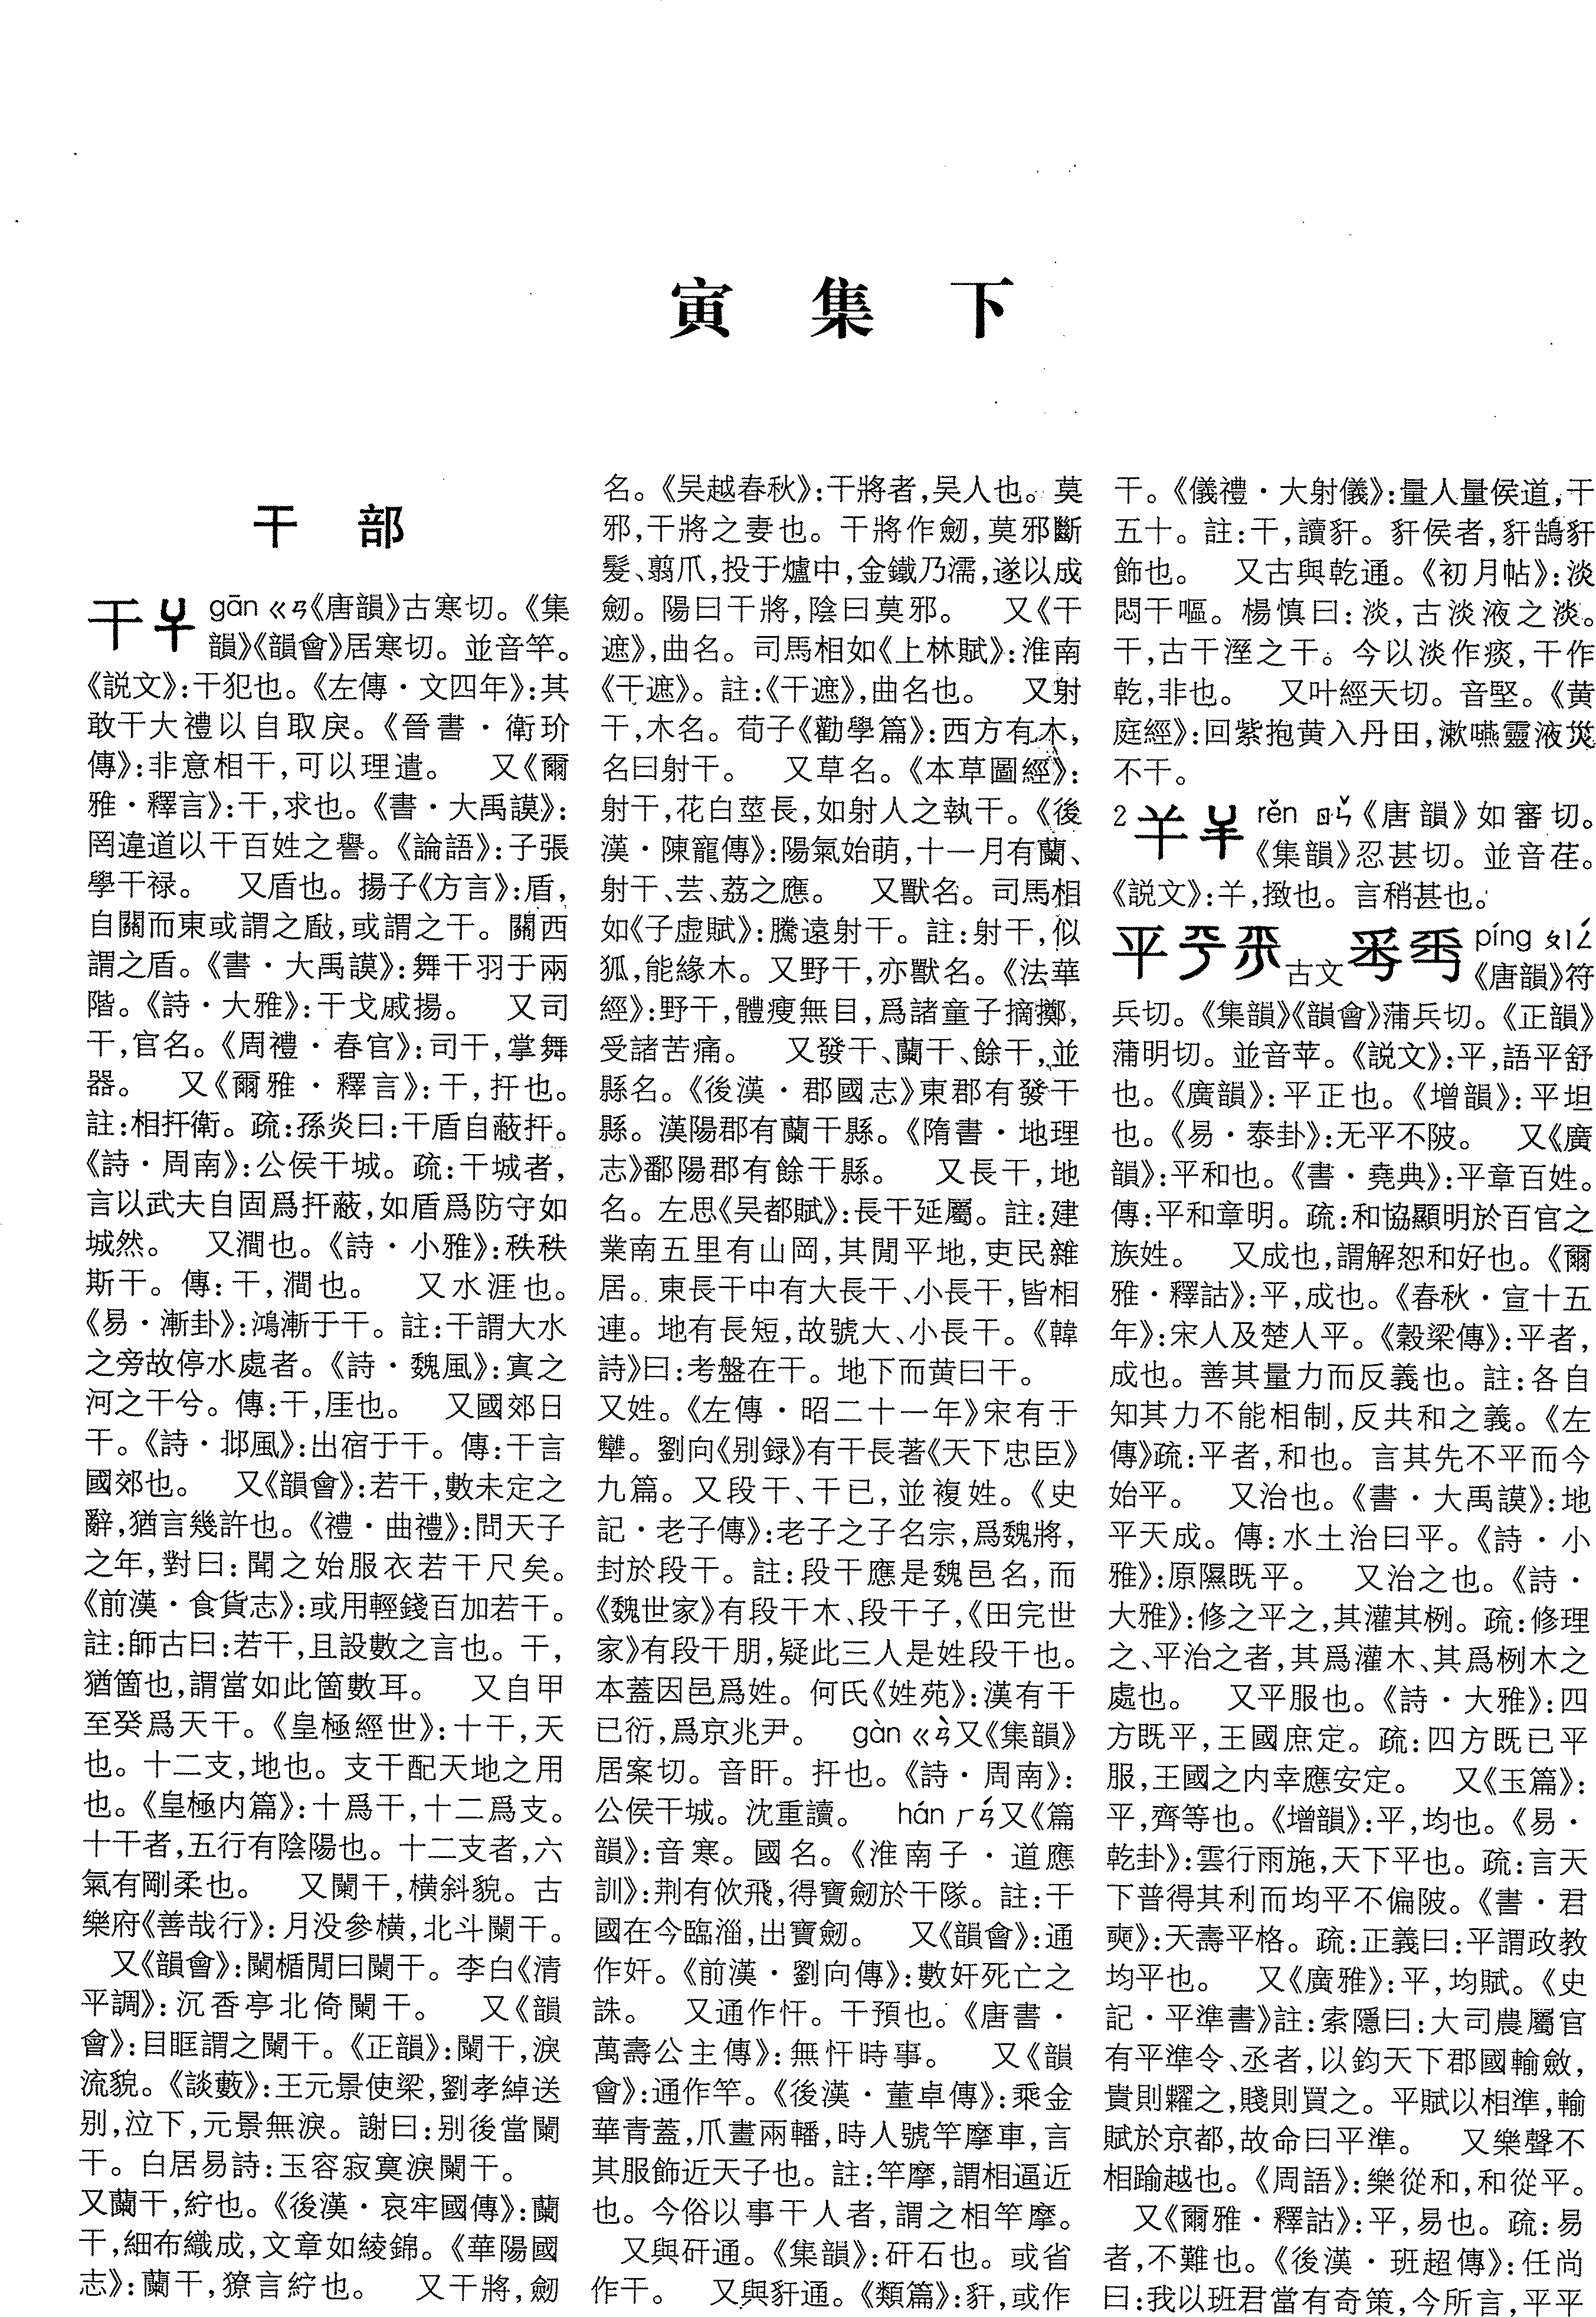 寅集下
干部
干 gān ㄍㄢ《唐韻》古寒切。《集
韻》《韻會》居寒切。並音竿。
《説文》:干犯也。《左傳·文四年》:其
敢干大禮以自取戾。《晉書·衛玠
傳》:非意相干,可以理遣。 又《爾
雅·釋言》:干,求也。《書·大禹謨》:
罔違道以干百姓之譽。《論語》:子張
學干禄。 又盾也。揚子《方言》:盾,
自關而東或謂之瞂,或謂之干。關西
謂之盾。《書·大禹謨》:舞干羽于兩
階。《詩·大雅》:干戈戚揚。 又司
干,官名。《周禮·春官》:司干,掌舞
器。 又《爾雅·釋言》:干,扞也。
註:相扞衛。疏:孫炎曰:干盾自蔽扞。
《詩·周南》:公侯干城。疏:干城者,
言以武夫自固爲扞蔽,如盾爲防守如
城然。 又澗也。《詩·小雅》:秩秩
斯干。傳:干,澗也。 又水涯也。
《易·漸卦》:鴻漸于干。註:干謂大水
之旁故停水處者。《詩·魏風》:寘之
河之干兮。傳:干,厓也。 又國郊曰
干。《詩·邶風》:出宿于干。傳:干言
國郊也。 又《韻會》:若干,數未定之
辭,猶言幾許也。《禮·曲禮》:問天子
之年,對曰:聞之始服衣若干尺矣。
《前漢·食貨志》:或用輕錢百加若干。
註:師古曰:若干,且設數之言也。干,
猶箇也,謂當如此箇數耳。 又自甲
至癸爲天干。《皇極經世》:十干,天
也。十二支,地也。支干配天地之用
也。《皇極内篇》:十爲干,十二爲支。
十干者,五行有陰陽也。十二支者,六
氣有剛柔也。 又闌干,横斜貌。古
樂府《善哉行》:月没參横,北斗闌干。
又《韻會》:闌楯閒曰闌干。李白《清
平調》:沉香亭北倚闌干。 又《韻
會》:目眶謂之闌干。《正韻》:闌干,淚
流貌。《談藪》:王元景使梁,劉孝綽送
别,泣下,元景無淚。謝曰:别後當闌
干。白居易詩:玉容寂寞淚闌干。
又蘭干,紵也。《後漢·哀牢國傳》:蘭
干,細布織成,文章如綾錦。《華陽國
志》:蘭干,獠言紵也。 又干將,劒
名。《吴越春秋》:干將者,吴人也。莫
邪,干將之妻也。干將作劒,莫邪斷
髮、翦爪,投于爐中,金鐵乃濡,遂以成
劒。陽曰干將,陰曰莫邪。 又《干
遮》,曲名。司馬相如《上林賦》:淮南
《干遮》。註:《干遮》,曲名也。 又射
干,木名。荀子《勸學篇》:西方有木,
名曰射干。 又草名。《本草圖經》:
射干,花白莖長,如射人之執干。《後
漢·陳寵傳》:陽氣始萌,十一月有蘭、
射干、芸、荔之應。 又獸名。司馬相
如《子虚賦》:騰遠射干。註:射干,似
狐,能緣木。又野干,亦獸名。《法華
經》:野干,體瘦無目,爲諸童子摘擲,
受諸苦痛。 又發干、蘭干、餘干,並
縣名。《後漢·郡國志》東郡有發干
縣。漢陽郡有蘭干縣。《隋書·地理
志》鄱陽郡有餘干縣。 又長干,地
名。左思《吴都賦》:長干延屬。註:建
業南五里有山岡,其閒平地,吏民雜
居。東長干中有大長干、小長干,皆相
連。地有長短,故號大、小長干。《韓
詩》曰:考盤在干。地下而黄曰干。
又姓。《左傳·昭二十一年》宋有干
犨。劉向《别録》有干長著《天下忠臣》
九篇。又段干、干已,並複姓。《史
記·老子傳》:老子之子名宗,爲魏將,
封於段干。註:段干應是魏邑名,而
《魏世家》有段干木、段干子,《田完世
家》有段干朋,疑此三人是姓段干也。
本蓋因邑爲姓。何氏《姓苑》:漢有干
已衍,爲京兆尹。 gàn ㄍㄢˋ又《集韻》
居案切。音旰。扞也。《詩·周南》:
公侯干城。沈重讀。 hán ㄏㄢˊ又《篇
韻》:音寒。國名。《淮南子·道應
訓》:荆有佽飛,得寶劒於干隊。註:干
國在今臨淄,出寶劒。 又《韻會》:通
作奸。《前漢·劉向傳》:數奸死亡之
誅。 又通作忓。干預也。《唐書·
萬壽公主傳》:無忓時事。 又《韻
會》:通作竿。《後漢·董卓傳》:乘金
華青蓋,爪畫兩轓,時人號竿摩車,言
其服飾近天子也。註:竿摩,謂相逼近
也。今俗以事干人者,謂之相竿摩。
又與矸通。《集韻》:矸石也。或省
作干。 又與豻通。《類篇》:豻,或作
干。《儀禮·大射儀》:量人量侯道,干
五十。註:干,讀豻。豻侯者,豻鵠豻
飾也。 又古與乾通。《初月帖》:淡
悶干嘔。楊慎曰:淡,古淡液之淡。
干,古干溼之干。今以淡作痰,干作
乾,非也。 又叶經天切。音堅。《黄
庭經》:回紫抱黄入丹田,漱嚥靈液災
不干。
2 𢆉 rěn ㄖㄣˇ《唐韻》如審切。
《集韻》忍甚切。並音荏。
《説文》:𢆉,㨖也。言稍甚也。
平 古文 píng ㄆㄧㄥˊ
《唐韻》符
兵切。《集韻》《韻會》蒲兵切。《正韻》
蒲明切。並音苹。《説文》:平,語平舒
也。《廣韻》:平正也。《增韻》:平坦
也。《易·泰卦》:无平不陂。 又《廣
韻》:平和也。《書·堯典》:平章百姓。
傳:平和章明。疏:和協顯明於百官之
族姓。 又成也,謂解恕和好也。《爾
雅·釋詁》:平,成也。《春秋·宣十五
年》:宋人及楚人平。《穀梁傳》:平者,
成也。善其量力而反義也。註:各自
知其力不能相制,反共和之義。《左
傳》疏:平者,和也。言其先不平而今
始平。 又治也。《書·大禹謨》:地
平天成。傳:水土治曰平。《詩·小
雅》:原隰既平。 又治之也。《詩·
大雅》:修之平之,其灌其栵。疏:修理
之、平治之者,其爲灌木、其爲栵木之
處也。 又平服也。《詩·大雅》:四
方既平,王國庶定。疏:四方既已平
服,王國之内幸應安定。 又《玉篇》:
平,齊等也。《增韻》:平,均也。《易·
乾卦》:雲行雨施,天下平也。疏:言天
下普得其利而均平不偏陂。《書·君
奭》:天壽平格。疏:正義曰:平謂政教
均平也。 又《廣雅》:平,均賦。《史
記·平準書》註:索隱曰:大司農屬官
有平準令、丞者,以鈞天下郡國輸斂,
貴則糶之,賤則買之。平賦以相準,輸
賦於京都,故命曰平準。 又樂聲不
相踰越也。《周語》:樂從和,和從平。
又《爾雅·釋詁》:平,易也。疏:易
者,不難也。《後漢·班超傳》:任尚
曰:我以班君當有奇策,今所言,平平